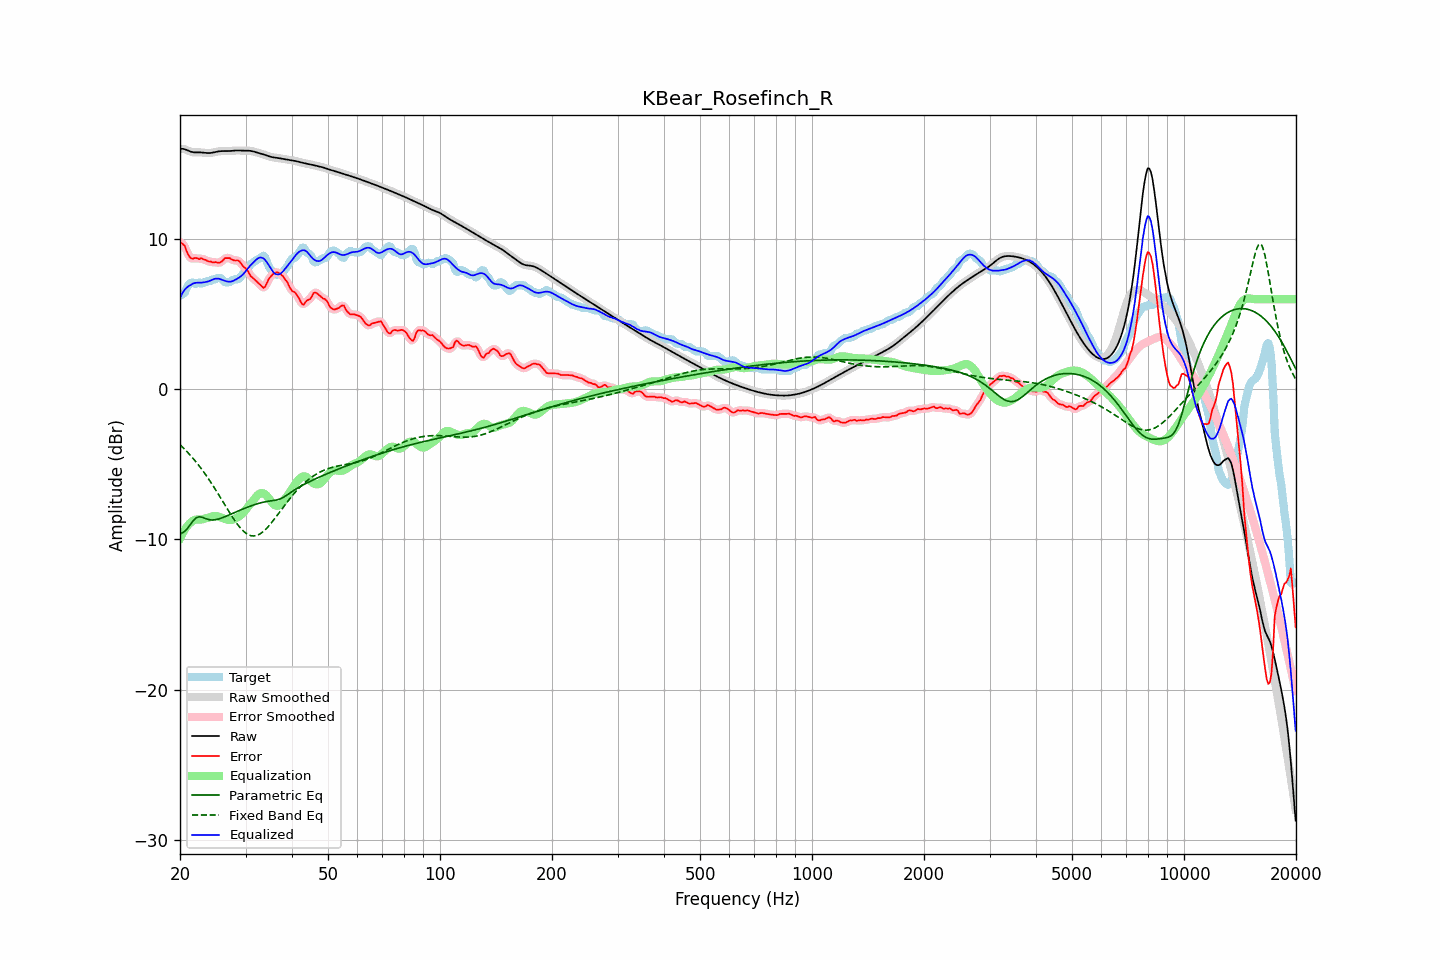 KBear_Rosefinch_R
10
0
−10
−20
−30
Amplitude (dBr)
Target
Raw Smoothed
Error Smoothed
Raw
Error
Equalization
Parametric Eq
Fixed Band Eq
Equalized
20 50 100 200 500 1000 2000 5000 10000 20000
Frequency (Hz)